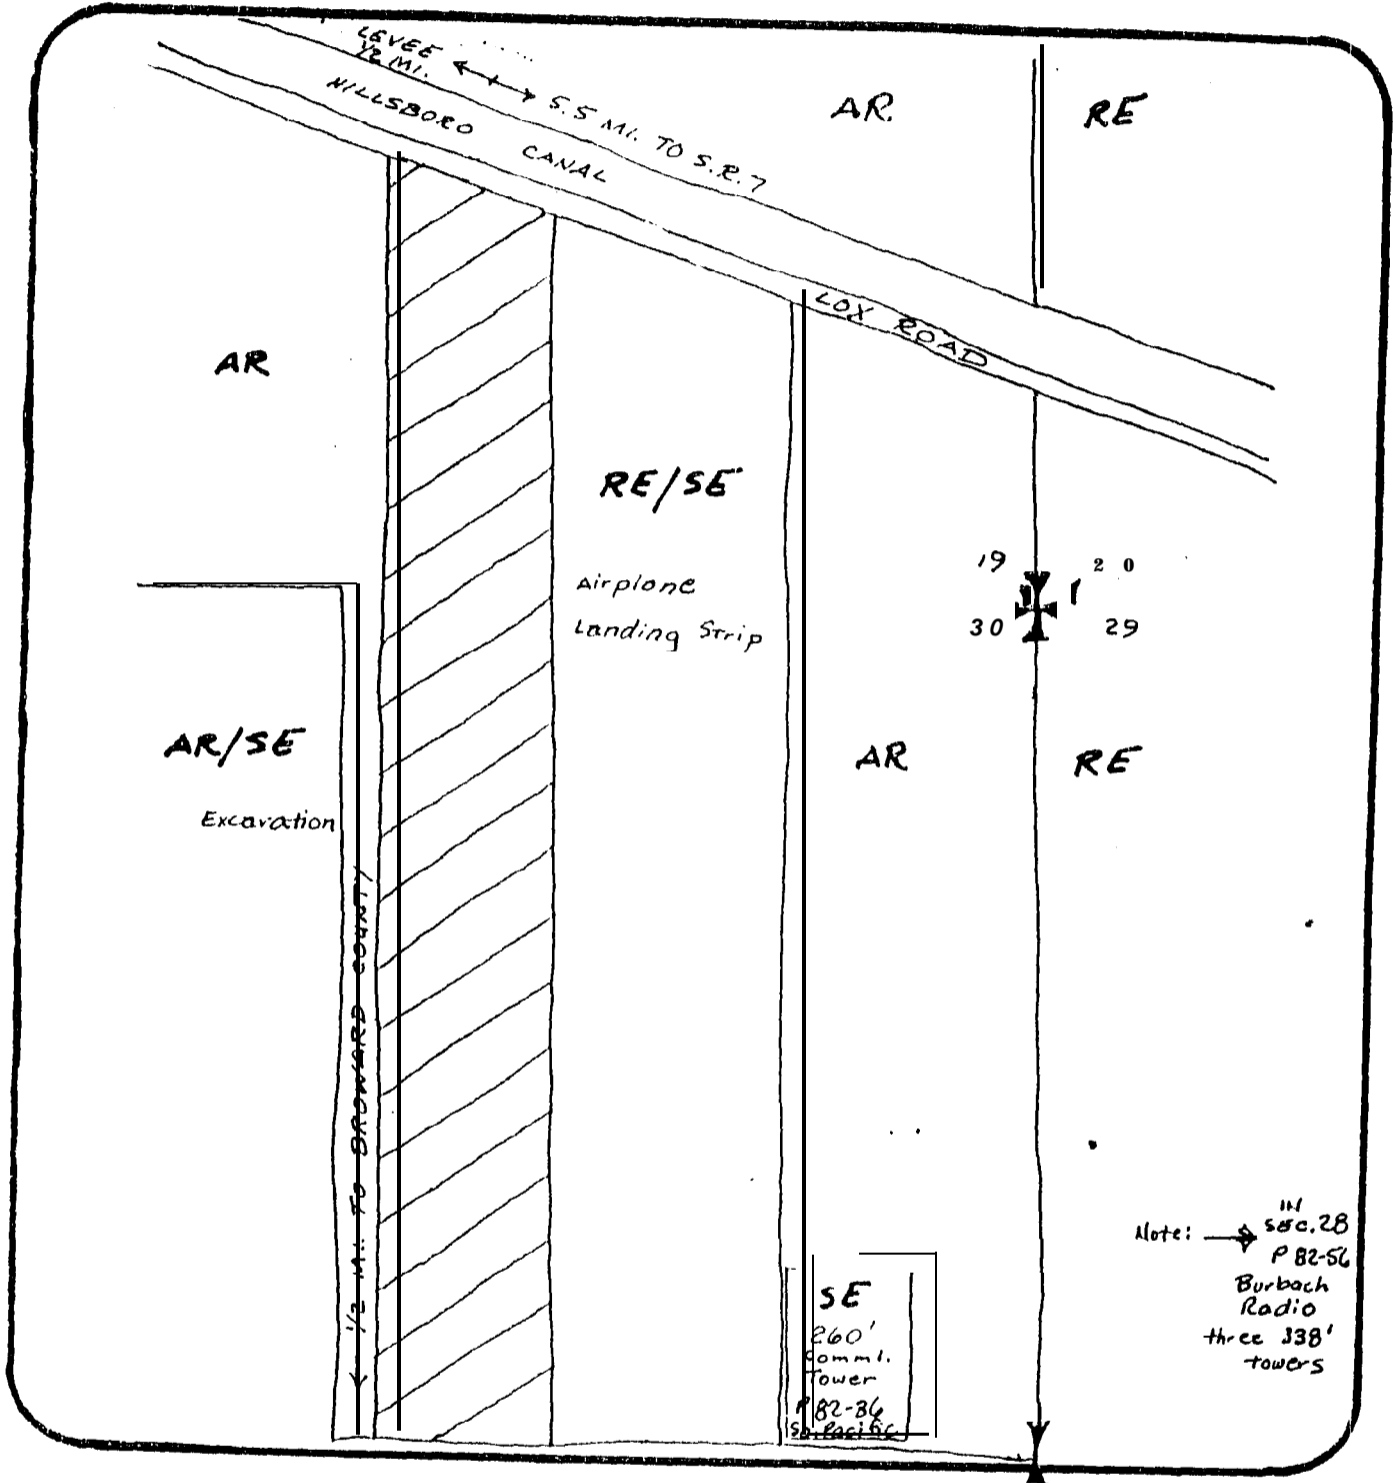 LEVEE
1/2 MI.
5.5 MI. TO S.R. 7
HILLSBORO CANAL
AR.
RE
LOX ROAD
AR
RE/SE
Airplane
Landing Strip
19 20
30 29
AR/SE
Excavation
AR
RE
1/2 MI. TO BROWARD COUNTY
Note:
IN
SEC. 28
P 82-56
Burbach
Radio
three 338'
towers
SE
260'
Comml.
Tower
P 82-86
So. Pacific